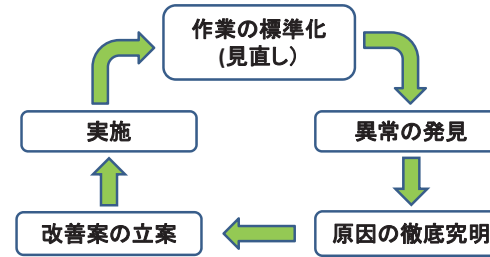 作業の標準化
(見直し）
異常の発見
原因の徹底究明
改善案の立案
実施